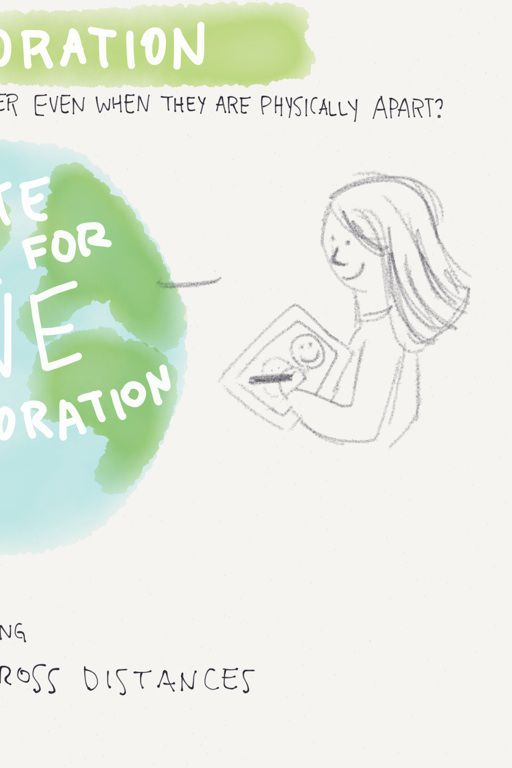 ORATION
ER EVEN WHEN THEY ARE PHYSICALLY APART?
TE
FOR
NE
ORATION
NG
ROSS DISTANCES